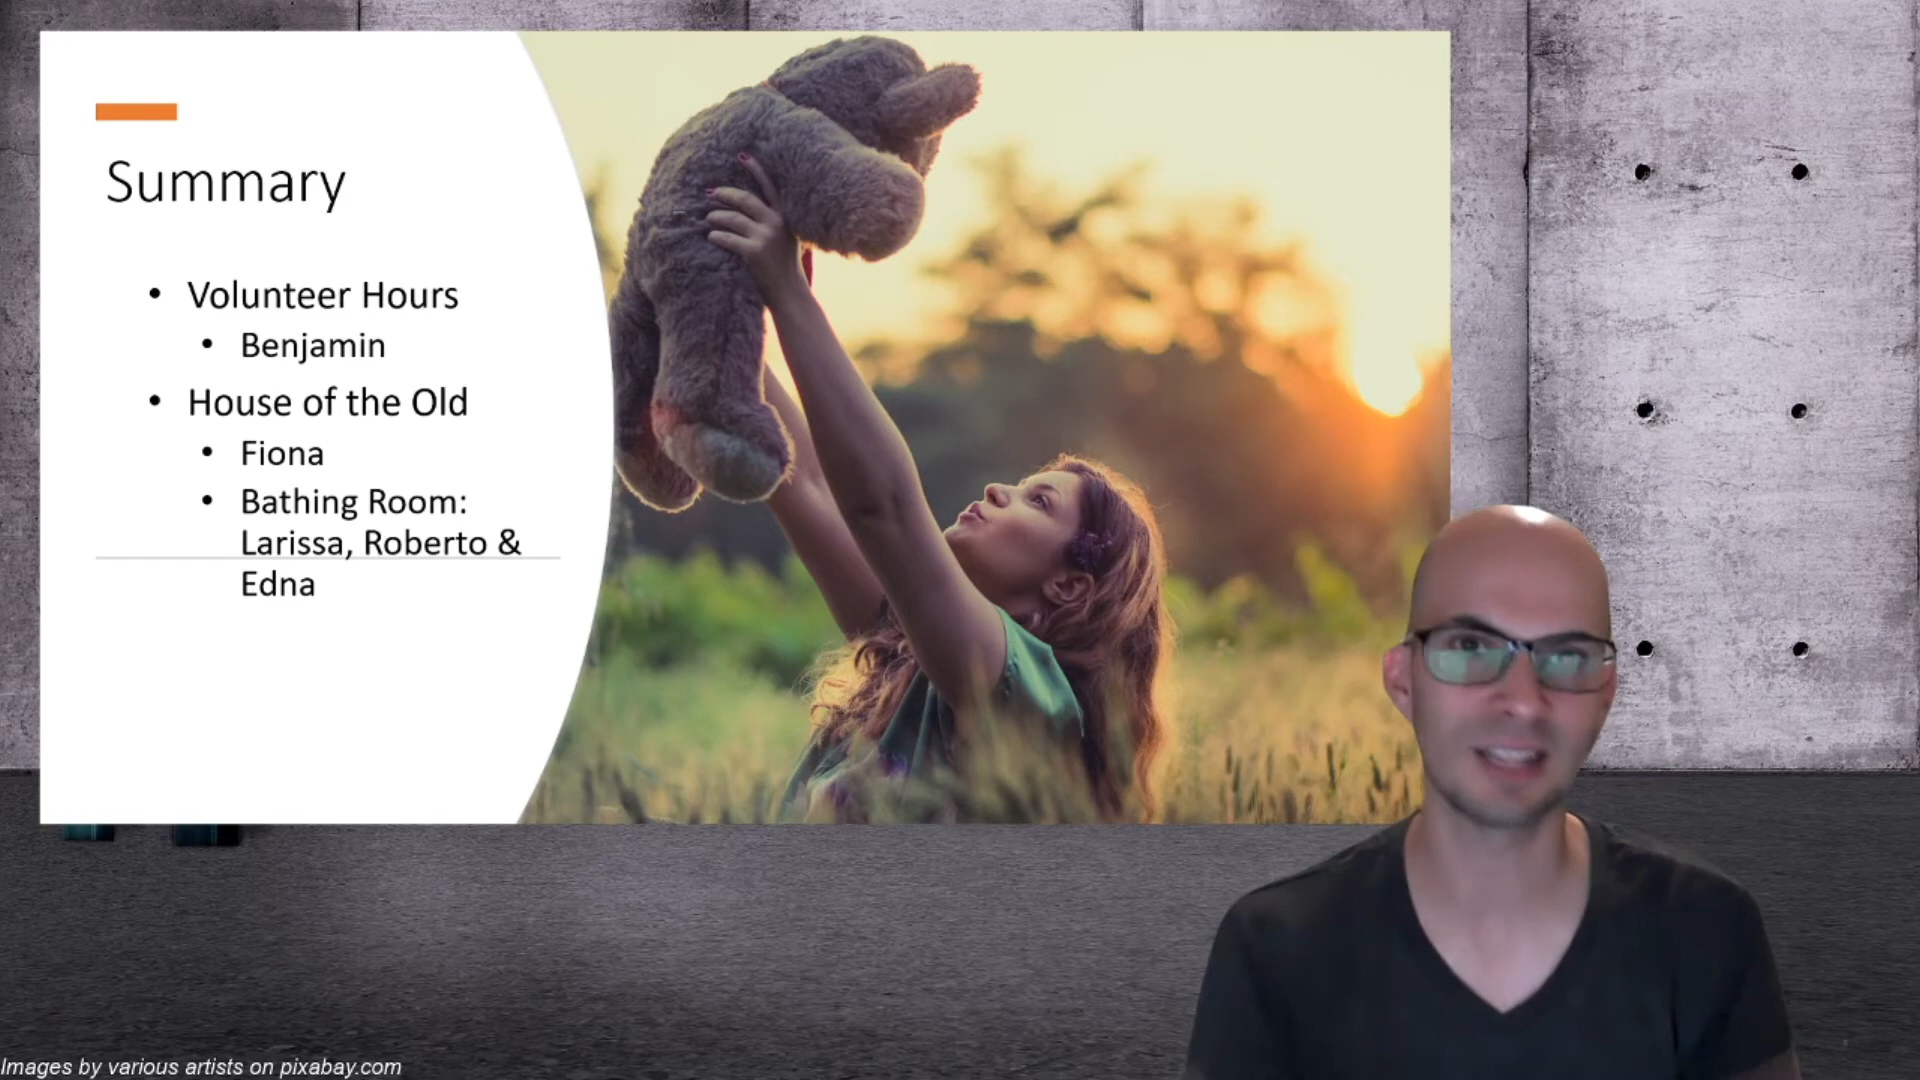 Summary
• Volunteer Hours
• Benjamin
• House of the Old
• Fiona
• Bathing Room:
Larissa, Roberto &
Edna
Images by various artists on pixabay.com